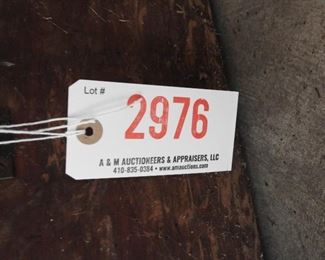 Lot #
2976
A & M AUCTIONEERS & APPRAISERS, LLC
410-835-0384 • www.amauctions.com